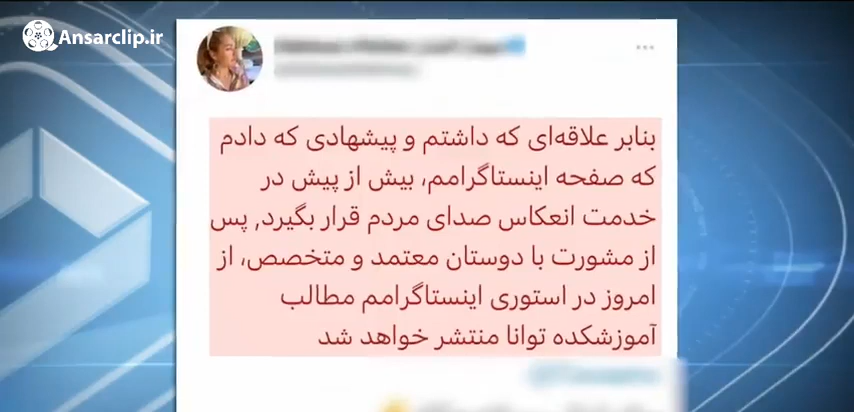 Ansarclip.ir
بنابر علاقه‌ای که داشتم و پیشهادی که دادم
که صفحه اینستاگرامم، بیش از پیش در
خدمت انعکاس صدای مردم قرار بگیرد, پس
از مشورت با دوستان معتمد و متخصص، از
امروز در استوری اینستاگرامم مطالب
آموزشکده توانا منتشر خواهد شد